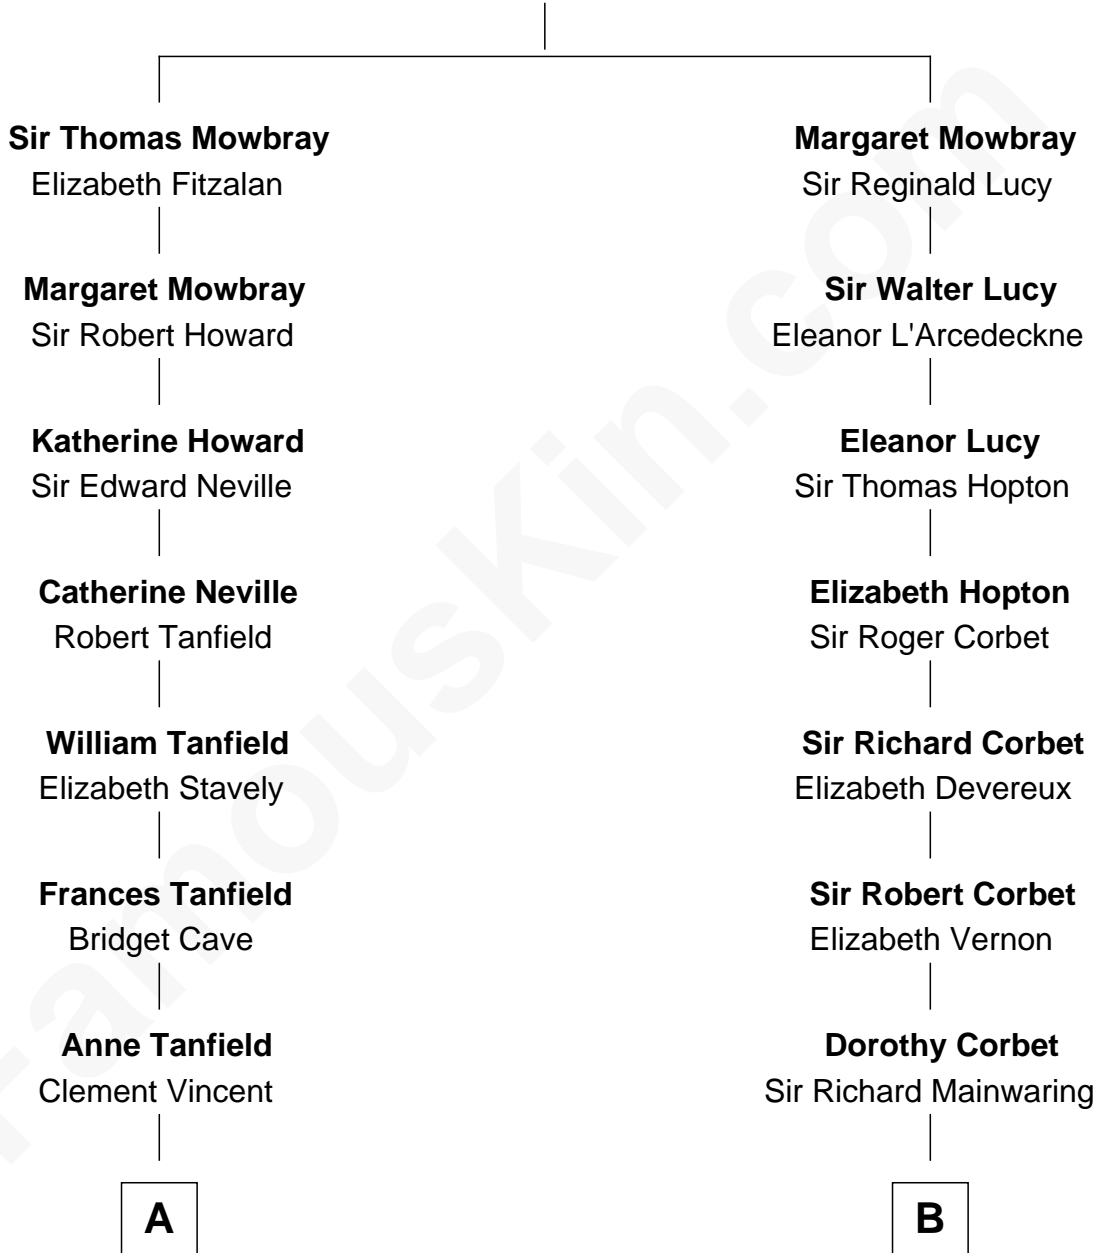 Sir Thomas Mowbray
Elizabeth Fitzalan
Margaret Mowbray
Sir Robert Howard
Katherine Howard
Sir Edward Neville
Catherine Neville
Robert Tanfield
William Tanfield
Elizabeth Stavely
Frances Tanfield
Bridget Cave
Anne Tanfield
Clement Vincent
A
Margaret Mowbray
Sir Reginald Lucy
Sir Walter Lucy
Eleanor L'Arcedeckne
Eleanor Lucy
Sir Thomas Hopton
Elizabeth Hopton
Sir Roger Corbet
Sir Richard Corbet
Elizabeth Devereux
Sir Robert Corbet
Elizabeth Vernon
Dorothy Corbet
Sir Richard Mainwaring
B
FamousKin.com